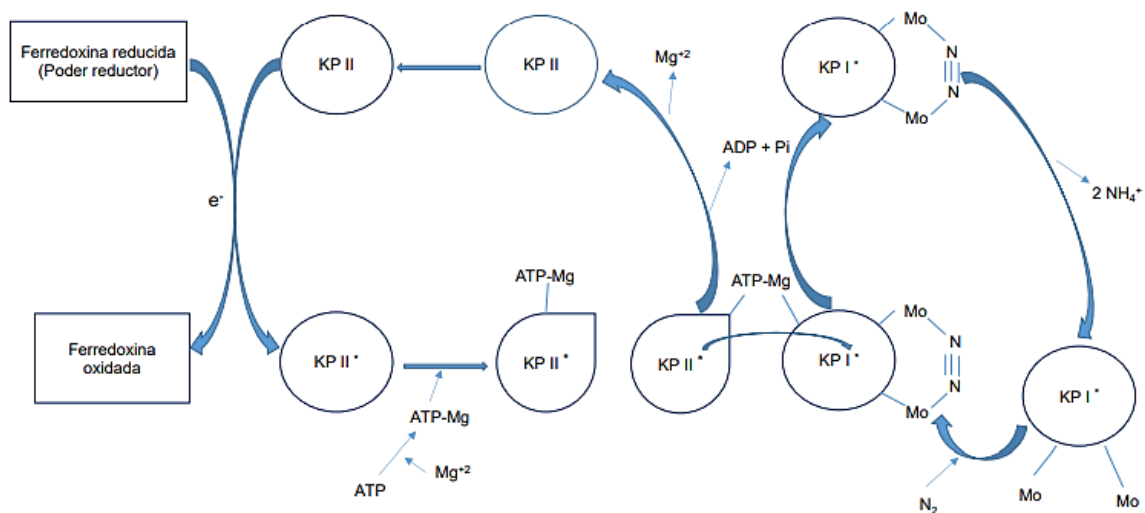 Ferredoxina reducida
(Poder reductor)
KP II
KP II
Mg+2
KP I *
Mo
N
N
Mo
ADP + Pi
2 NH4+
e-
Ferredoxina
oxidada
KP II *
ATP-Mg
KP II *
ATP-Mg
KP II *
KP I *
Mo
N
N
Mo
KP I *
ATP-Mg
Mg+2
ATP
N2
Mo
Mo